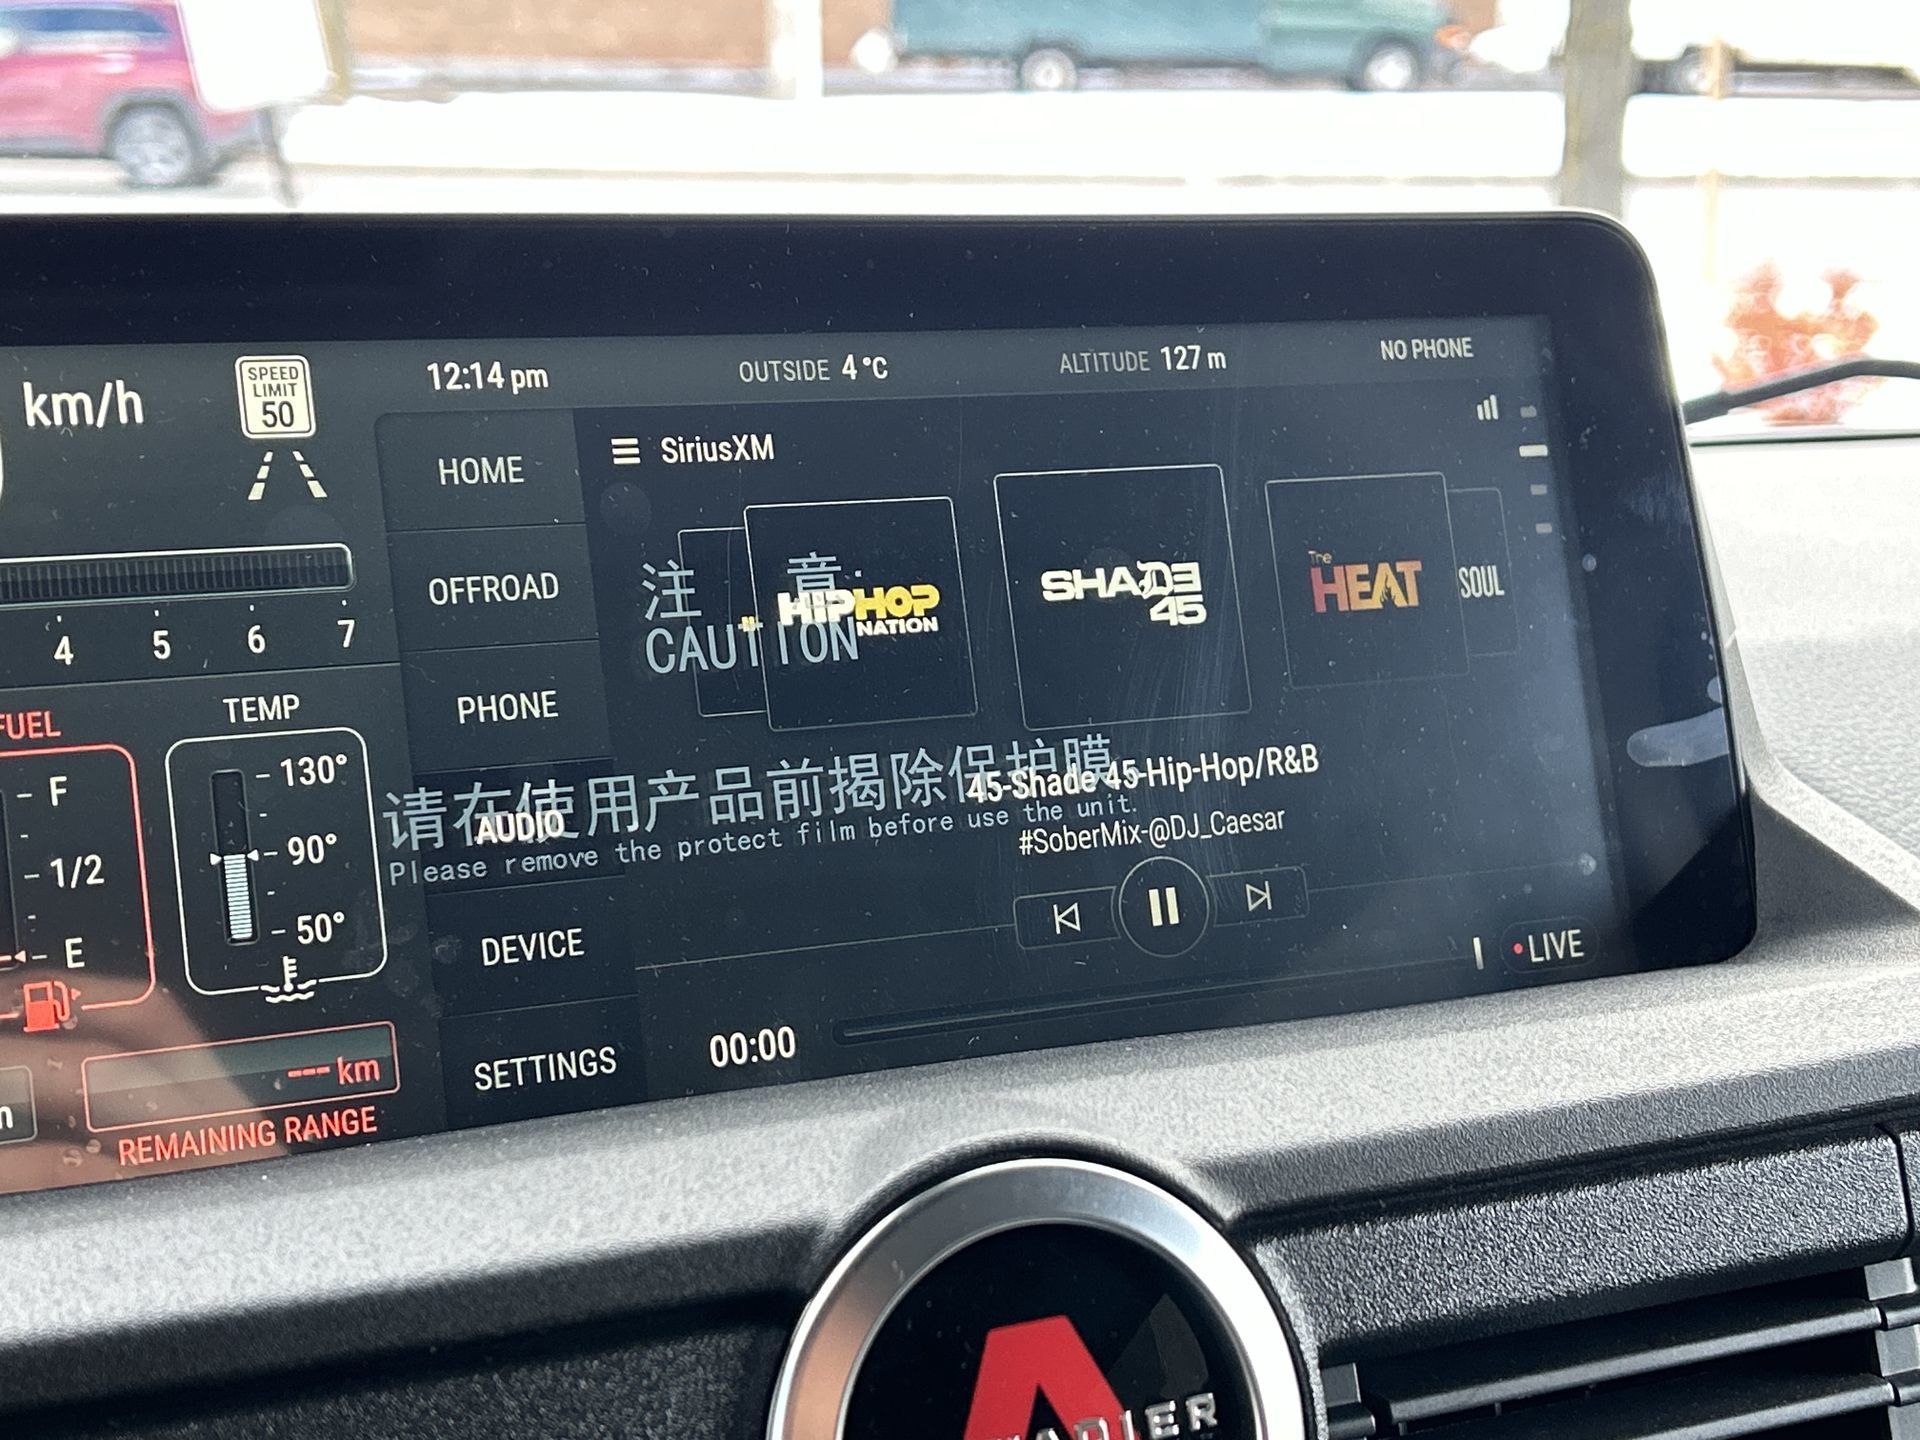 km/h
SPEED
LIMIT
50
12:14 pm
OUTSIDE 4°C
ALTITUDE 127 m
NO PHONE
HOME
OFFROAD
PHONE
AUDIO
DEVICE
SETTINGS
SiriusXM
HIPHOP
NATION
SHADE
45
The
HEAT
SOUL
注 意:
CAUTION
请在使用产品前揭除保护膜。
Please remove the protect film before use the unit.
45-Shade 45-Hip-Hop/R&B
#SoberMix-@DJ_Caesar
LIVE
00:00
4 5 6 7
FUEL
F
1/2
E
TEMP
130°
90°
50°
--- km
REMAINING RANGE